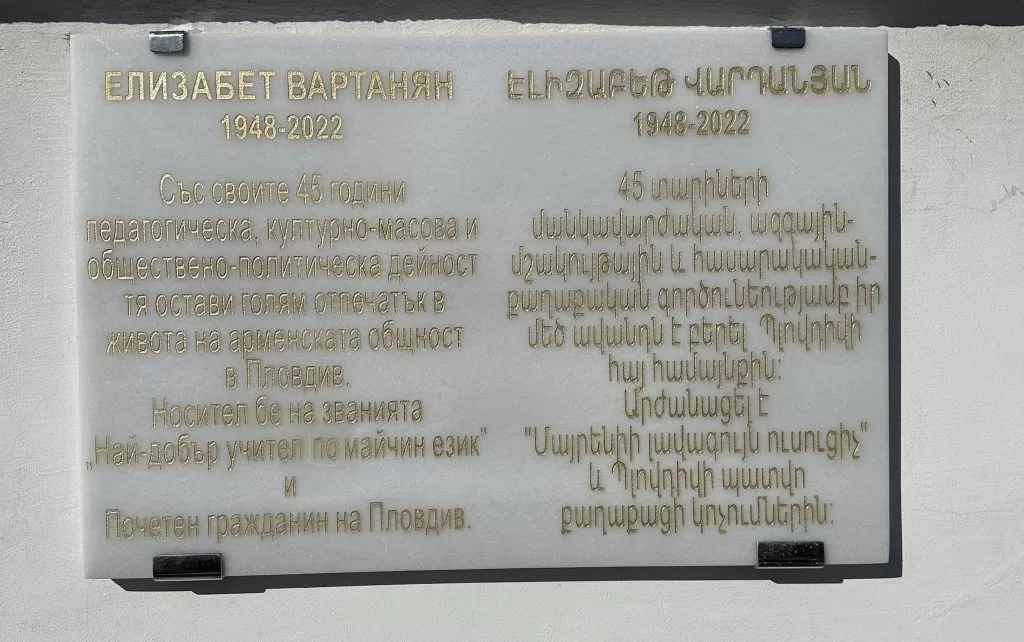 ЕЛИЗАБЕТ ВАРТАНЯН
1948-2022
Със своите 45 години
педагогическа, културно-масова и
обществено-политическа дейност
тя остави голям отпечатък в
живота на арменската общност
в Пловдив.
Носител бе на званията
„Най-добър учител по майчин език"
и
Почетен гражданин на Пловдив.
ԷԼԻԶԱԲԵԹ ՎԱՐԴԱՆՅԱՆ
1948-2022
45 տարիների
մանկավարժական, ազգային-
մշակույթային և հասարակական-
քաղաքական գործունեությամբ իր
մեծ ավանդն է բերել Պլովդիվի
հայ համայնքին:
Արժանացել է
"Մայրենիի լավագույն ուսուցիչ"
և Պլովդիվի պատվո
քաղաքացի կոչումներին: